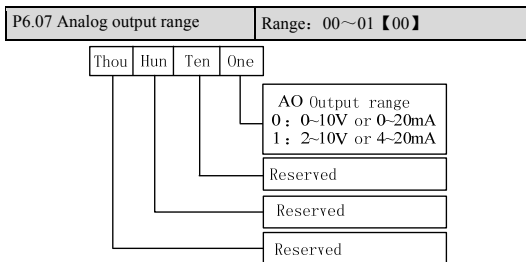 P6.07 Analog output range Range：00～01【00】
Thou Hun Ten One
AO Output range
0：0~10V or 0~20mA
1：2~10V or 4~20mA
Reserved
Reserved
Reserved